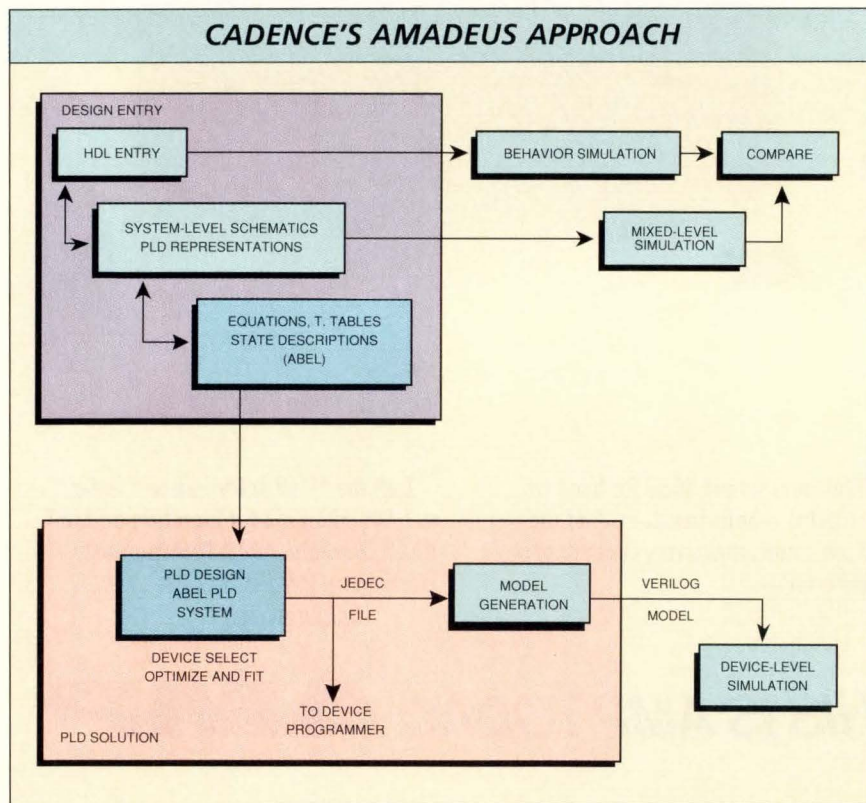 CADENCE'S AMADEUS APPROACH
DESIGN ENTRY
HDL ENTRY
BEHAVIOR SIMULATION
COMPARE
SYSTEM-LEVEL SCHEMATICS
PLD REPRESENTATIONS
MIXED-LEVEL
SIMULATION
EQUATIONS, T. TABLES
STATE DESCRIPTIONS
(ABEL)
PLD DESIGN
ABEL PLD
SYSTEM
JEDEC
FILE
MODEL
GENERATION
VERILOG
MODEL
DEVICE SELECT
OPTIMIZE AND FIT
DEVICE-LEVEL
SIMULATION
TO DEVICE
PROGRAMMER
PLD SOLUTION